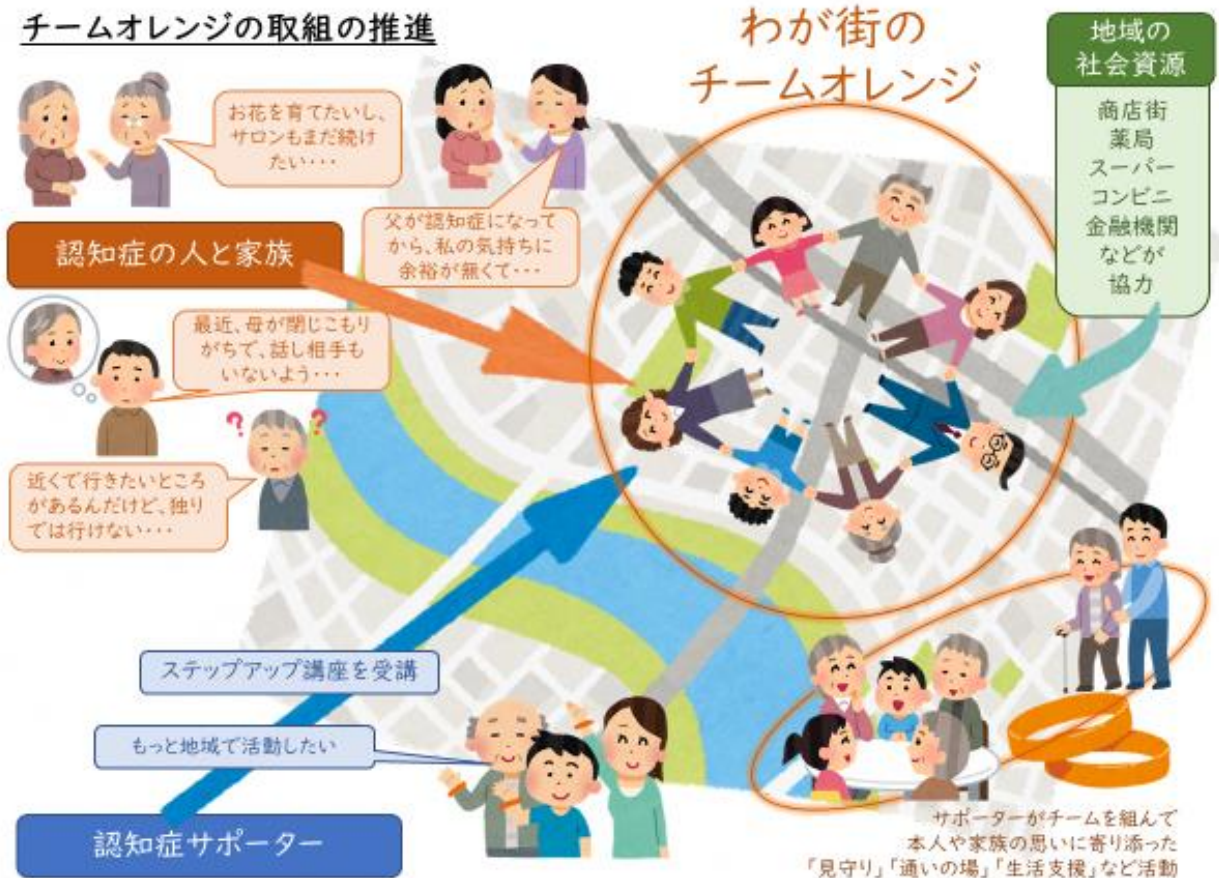 チームオレンジの取組の推進
わが街の
チームオレンジ
地域の
社会資源
商店街
薬局
スーパー
コンビニ
金融機関
などが
協力
お花を育てたいし、
サロンもまだ続け
たい・・・
父が認知症になって
から、私の気持ちに
余裕が無くて・・・
認知症の人と家族
最近、母が閉じこもり
がちで、話し相手も
いないよう・・・
? ?
近くで行きたいところ
があるんだけど、独り
では行けない・・・
ステップアップ講座を受講
もっと地域で活動したい
認知症サポーター
サポーターがチームを組んで
本人や家族の思いに寄り添った
「見守り」「通いの場」「生活支援」など活動